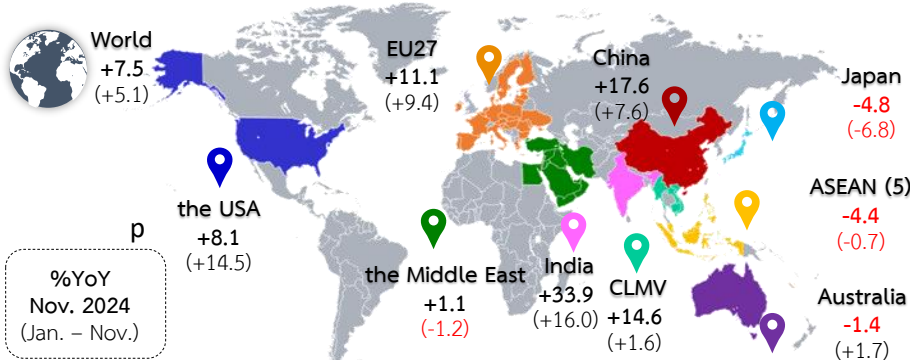 World
+7.5
(+5.1)
EU27
+11.1
(+9.4)
China
+17.6
(+7.6)
Japan
-4.8
(-6.8)
the USA
+8.1
(+14.5)
p
%YoY
Nov. 2024
(Jan. – Nov.)
the Middle East
+1.1
(-1.2)
India
+33.9
(+16.0)
CLMV
+14.6
(+1.6)
ASEAN (5)
-4.4
(-0.7)
Australia
-1.4
(+1.7)